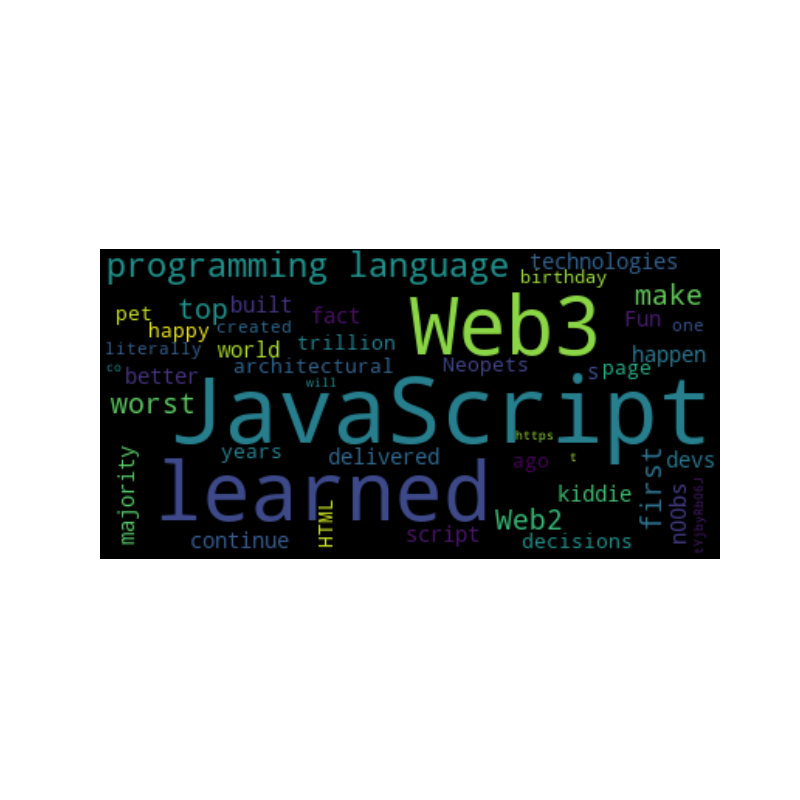 programming language
technologies
birthday
make
pet
top
built
fact
Web3
Fun
one
happy
created
literally
world
trillion
happen
co
better
architectural
Neopets
s
page
will
worst
JavaScript
https
years
delivered
ago
t
devs
majority
learned
kiddie
first
n00bs
tYjbyRb06J
HTML
Web2
continue
script
decisions